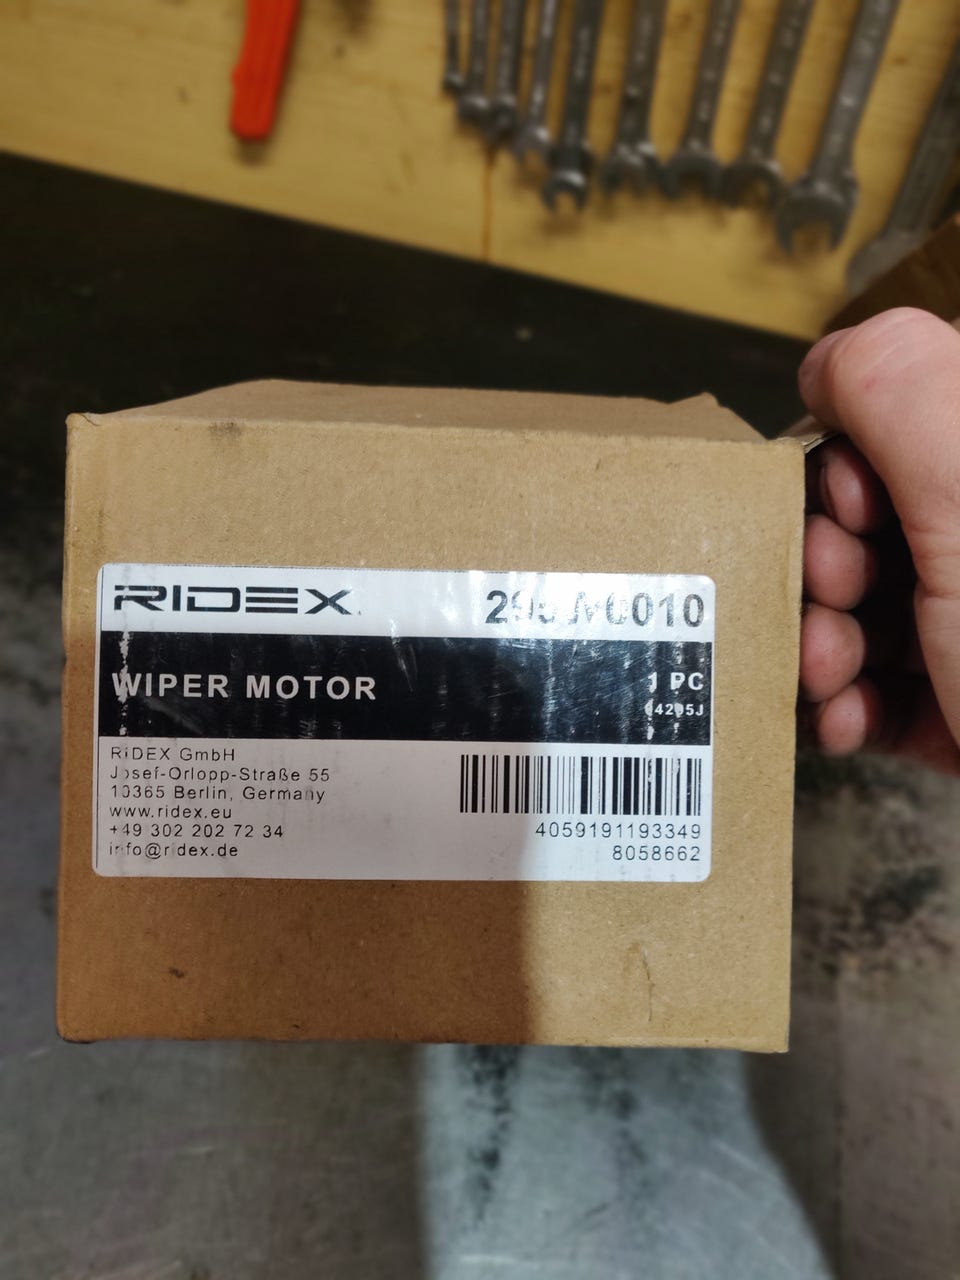 RIDEX
WIPER MOTOR
1 PC
RIDEX GmbH
Josef-Orlopp-Straße 55
10365 Berlin, Germany
www.ridex.eu
+49 302 202 72 34
info@ridex.de
4059191193349
8058662